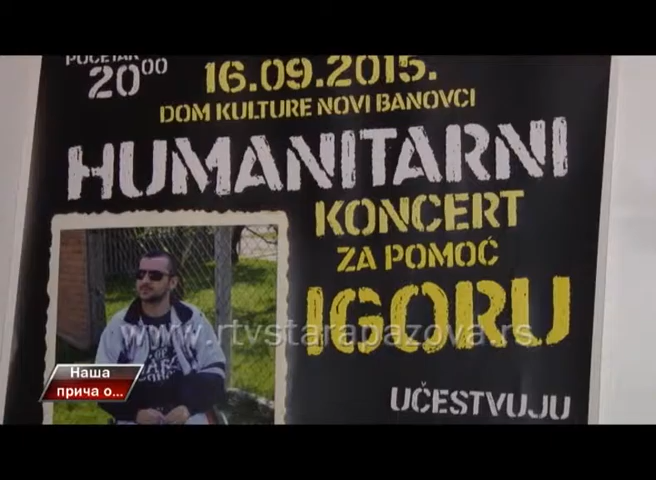 POČETAK
20⁰⁰
16.09.2015.
DOM KULTURE NOVI BANOVCI
HUMANITARNI
KONCERT
ZA POMOĆ
IGORU
www.rtvstarapazova.rs
UČESTVUJU
Наша
прича о...